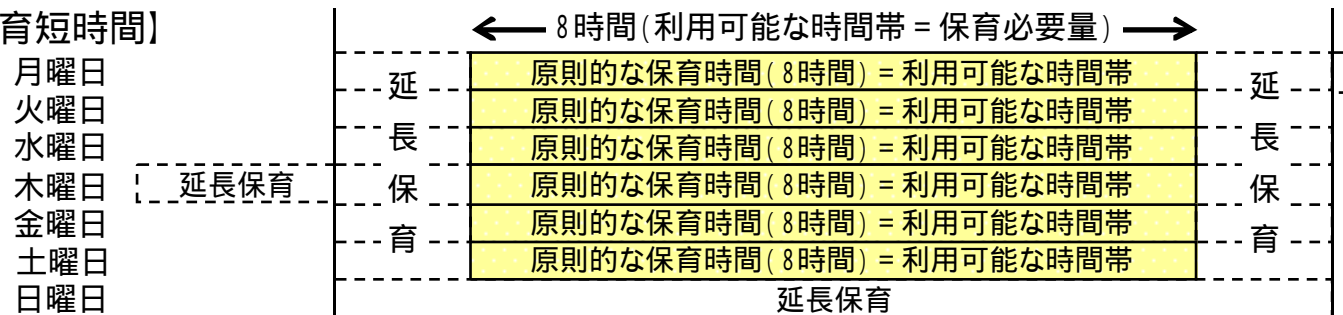 育短時間】
8時間(利用可能な時間帯=保育必要量)
月曜日
原則的な保育時間(8時間)=利用可能な時間帯
火曜日
原則的な保育時間(8時間)=利用可能な時間帯
水曜日
原則的な保育時間(8時間)=利用可能な時間帯
木曜日
延長保育
原則的な保育時間(8時間)=利用可能な時間帯
金曜日
原則的な保育時間(8時間)=利用可能な時間帯
土曜日
原則的な保育時間(8時間)=利用可能な時間帯
日曜日
延長保育
延長保育
延長保育